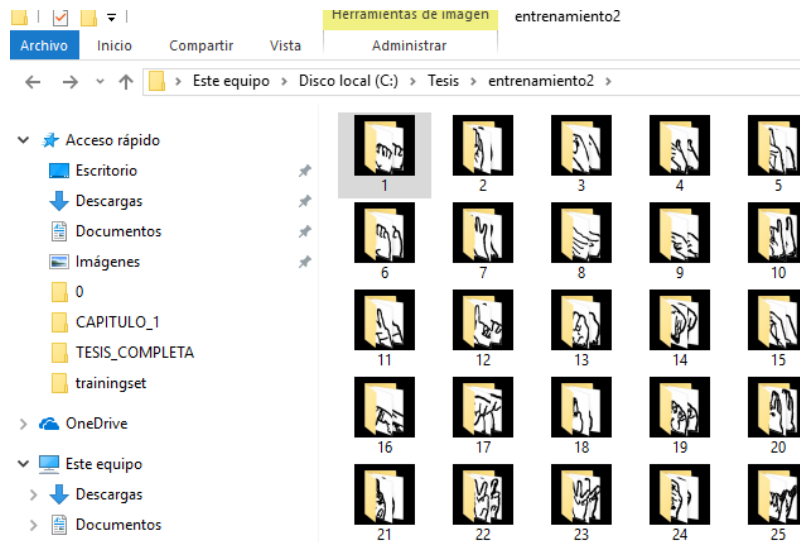 Herramientas de imagen entrenamiento2
Archivo Inicio Compartir Vista Administrar
Este equipo > Disco local (C:) > Tesis > entrenamiento2 >
Acceso rápido
Escritorio
Descargas
Documentos
Imágenes
0
CAPITULO_1
TESIS_COMPLETA
trainingset
OneDrive
Este equipo
Descargas
Documentos
1 2 3 4 5
6 7 8 9 10
11 12 13 14 15
16 17 18 19 20
21 22 23 24 25